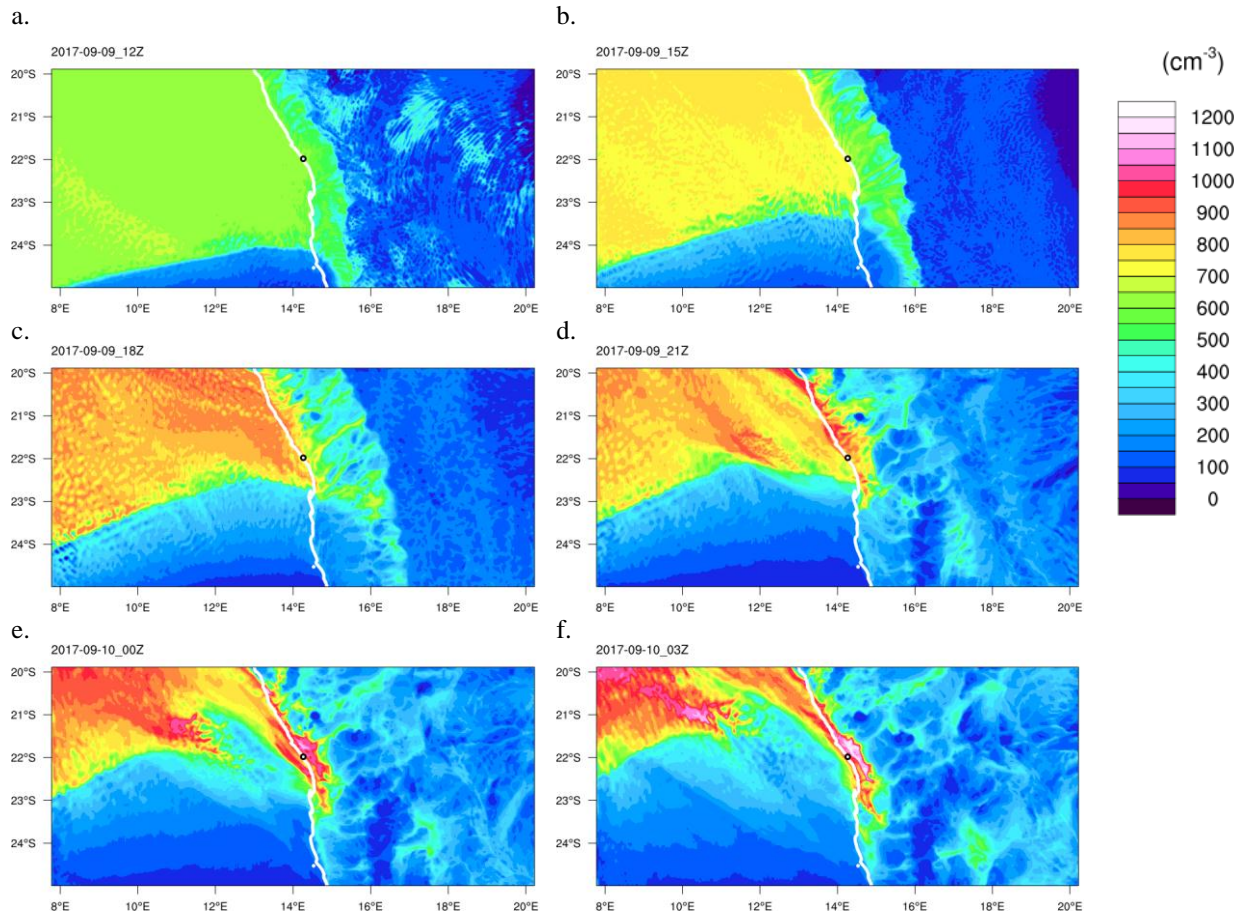 a.
b.
2017-09-09_12Z
2017-09-09_15Z
(cm-3)
20°S
21°S
22°S
23°S
24°S
8°E 10°E 12°E 14°E 16°E 18°E 20°E
20°S
21°S
22°S
23°S
24°S
8°E 10°E 12°E 14°E 16°E 18°E 20°E
1200
1100
1000
900
800
700
600
500
400
300
200
100
0
c.
d.
2017-09-09_18Z
2017-09-09_21Z
20°S
21°S
22°S
23°S
24°S
8°E 10°E 12°E 14°E 16°E 18°E 20°E
20°S
21°S
22°S
23°S
24°S
8°E 10°E 12°E 14°E 16°E 18°E 20°E
e.
f.
2017-09-10_00Z
2017-09-10_03Z
20°S
21°S
22°S
23°S
24°S
8°E 10°E 12°E 14°E 16°E 18°E 20°E
20°S
21°S
22°S
23°S
24°S
8°E 10°E 12°E 14°E 16°E 18°E 20°E